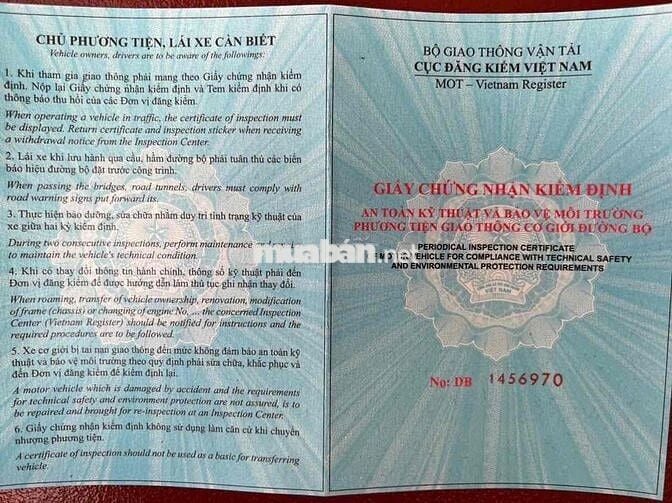 CHỦ PHƯƠNG TIỆN, LÁI XE CẦN BIẾT
Vehicle owners, drivers are to be aware of the followings:
1. Khi tham gia giao thông phải mang theo Giấy chứng nhận kiểm
định. Nộp lại Giấy chứng nhận kiểm định và Tem kiểm định khi có
thông báo thu hồi của các Đơn vị đăng kiểm.
When operating a vehicle in traffic, the certificate of inspection must
be displayed. Return certificate and inspection sticker when receiving
a withdrawal notice from the Inspection Center.
2. Lái xe khi lưu hành qua cầu, hầm đường bộ phải tuân thủ các biển
báo hiệu đường bộ đặt trước công trình.
When passing the bridges, road tunnels, drivers must comply with
road warning signs put forward its.
3. Thực hiện bảo dưỡng, sửa chữa nhằm duy trì tình trạng kỹ thuật của
xe giữa hai kỳ kiểm định.
During two consecutive inspections, perform maintenance
to maintain the vehicle's technical condition.
4. Khi có thay đổi thông tin hành chính, thông số kỹ thuật phải đến
Đơn vị đăng kiểm để được hướng dẫn làm thủ tục ghi nhận thay đổi.
When roaming, transfer of vehicle ownership, renovation, modification
of frame (chassis) or changing of engine No, ... the concerned Inspection
Center (Vietnam Register) should be notified for instructions and the
required procedures are to be followed.
5. Xe cơ giới bị tai nạn giao thông đến mức không đảm bảo an toàn kỹ
thuật và bảo vệ môi trường theo quy định phải sửa chữa, khắc phục và
đến Đơn vị đăng kiểm để kiểm định lại.
A motor vehicle which is damaged by accident and the requirements
for technical safety and environment protection are not assured, is to
be repaired and brought for re-inspection at an Inspection Center.
6. Giấy chứng nhận kiểm định không sử dụng làm căn cứ khi chuyển
nhượng phương tiện.
A certificate of inspection should not be used as a basic for transferring
vehicle.
BỘ GIAO THÔNG VẬN TẢI
CỤC ĐĂNG KIỂM VIỆT NAM
MOT – Vietnam Register
GIẤY CHỨNG NHẬN KIỂM ĐỊNH
AN TOÀN KỸ THUẬT VÀ BẢO VỆ MÔI TRƯỜNG
PHƯƠNG TIỆN GIAO THÔNG CƠ GIỚI ĐƯỜNG BỘ
PERIODICAL INSPECTION CERTIFICATE
VEHICLE FOR COMPLIANCE WITH TECHNICAL SAFETY
AND ENVIRONMENTAL PROTECTION REQUIREMENTS
VIỆT NAM
No: DB 1456970
muaban.net